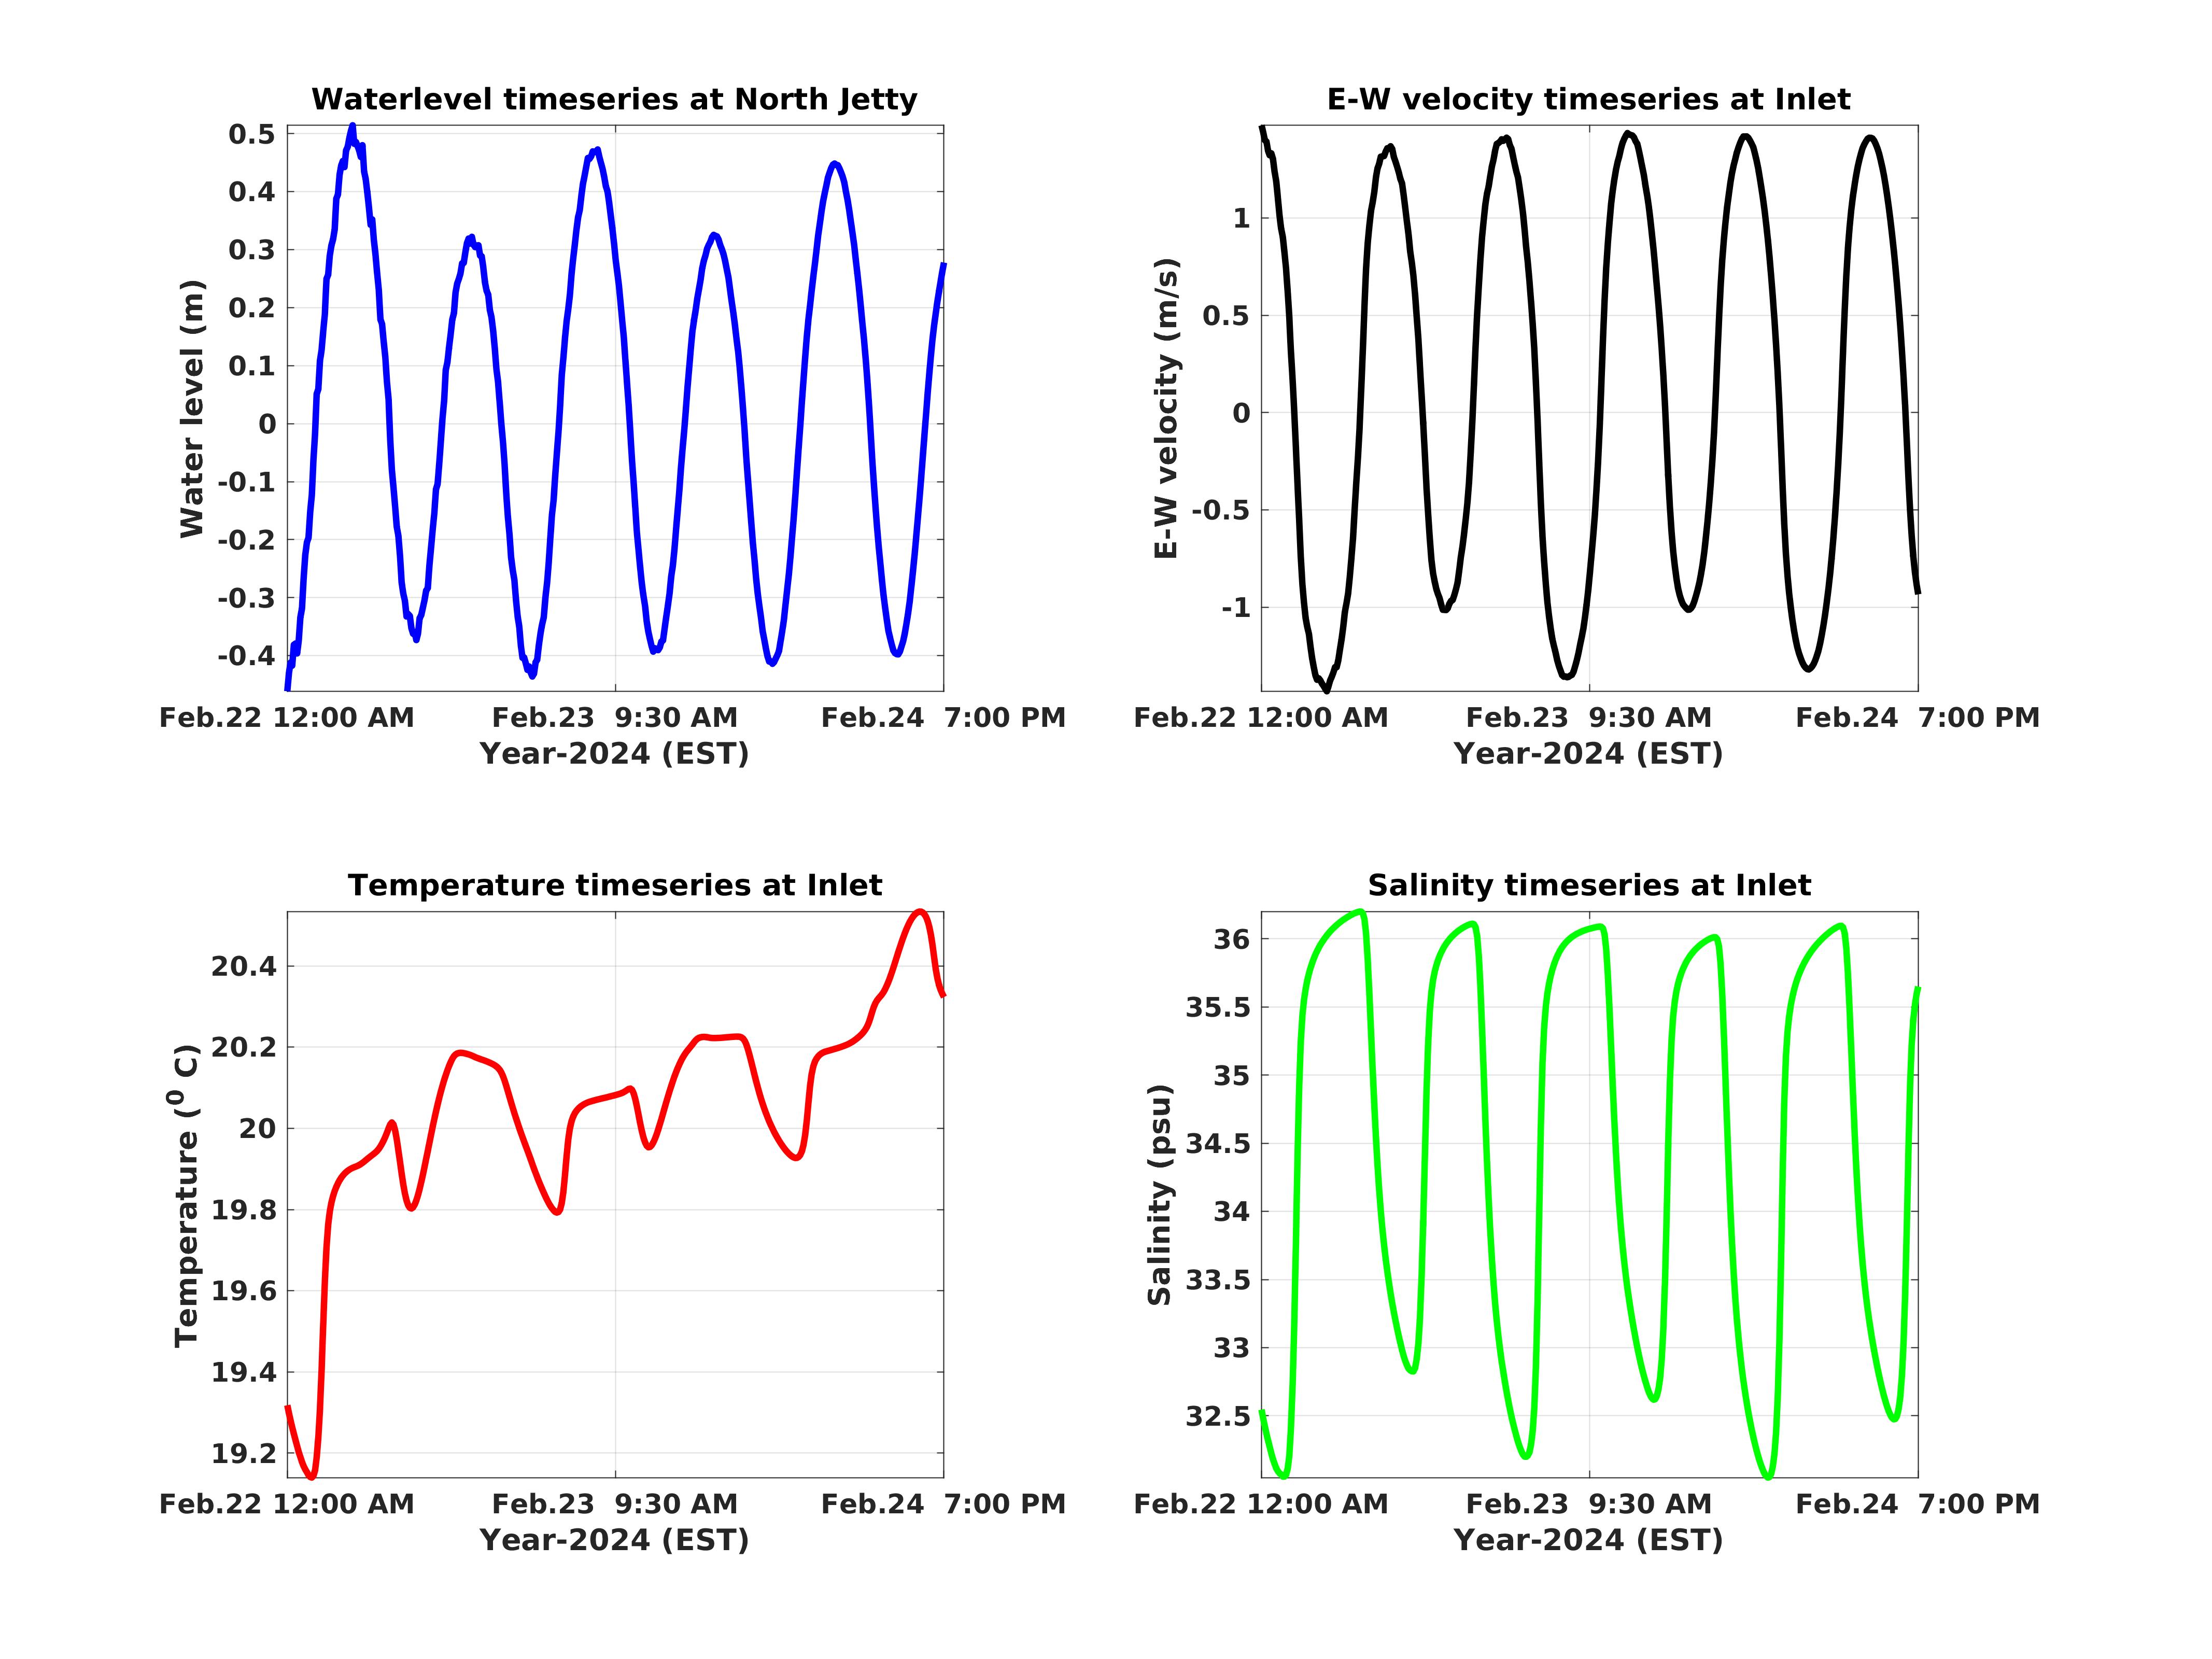 Waterlevel timeseries at North Jetty
0.5
0.4
0.3
0.2
0.1
0
-0.1
-0.2
-0.3
-0.4
Water level (m)
Feb.22 12:00 AM Feb.23 9:30 AM Feb.24 7:00 PM
Year-2024 (EST)
E-W velocity timeseries at Inlet
1
0.5
0
-0.5
-1
E-W velocity (m/s)
Feb.22 12:00 AM Feb.23 9:30 AM Feb.24 7:00 PM
Year-2024 (EST)
Temperature timeseries at Inlet
20.4
20.2
20
19.8
19.6
19.4
19.2
Temperature (⁰ C)
Feb.22 12:00 AM Feb.23 9:30 AM Feb.24 7:00 PM
Year-2024 (EST)
Salinity timeseries at Inlet
36
35.5
35
34.5
34
33.5
33
32.5
Salinity (psu)
Feb.22 12:00 AM Feb.23 9:30 AM Feb.24 7:00 PM
Year-2024 (EST)